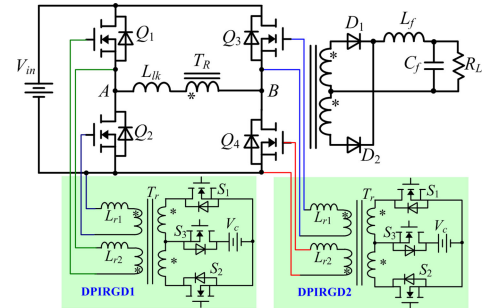 Q1
Q3
D1
Lf
Vin
Llk
TR
*
*
Cf
RL
A
B
*
Q2
Q4
D2
Tr
S1
Tr
S1
Lr1
*
*
S3
Vc
Lr1
*
*
S3
Vc
Lr2
*
*
S2
Lr2
*
*
S2
DPIRGD1
DPIRGD2